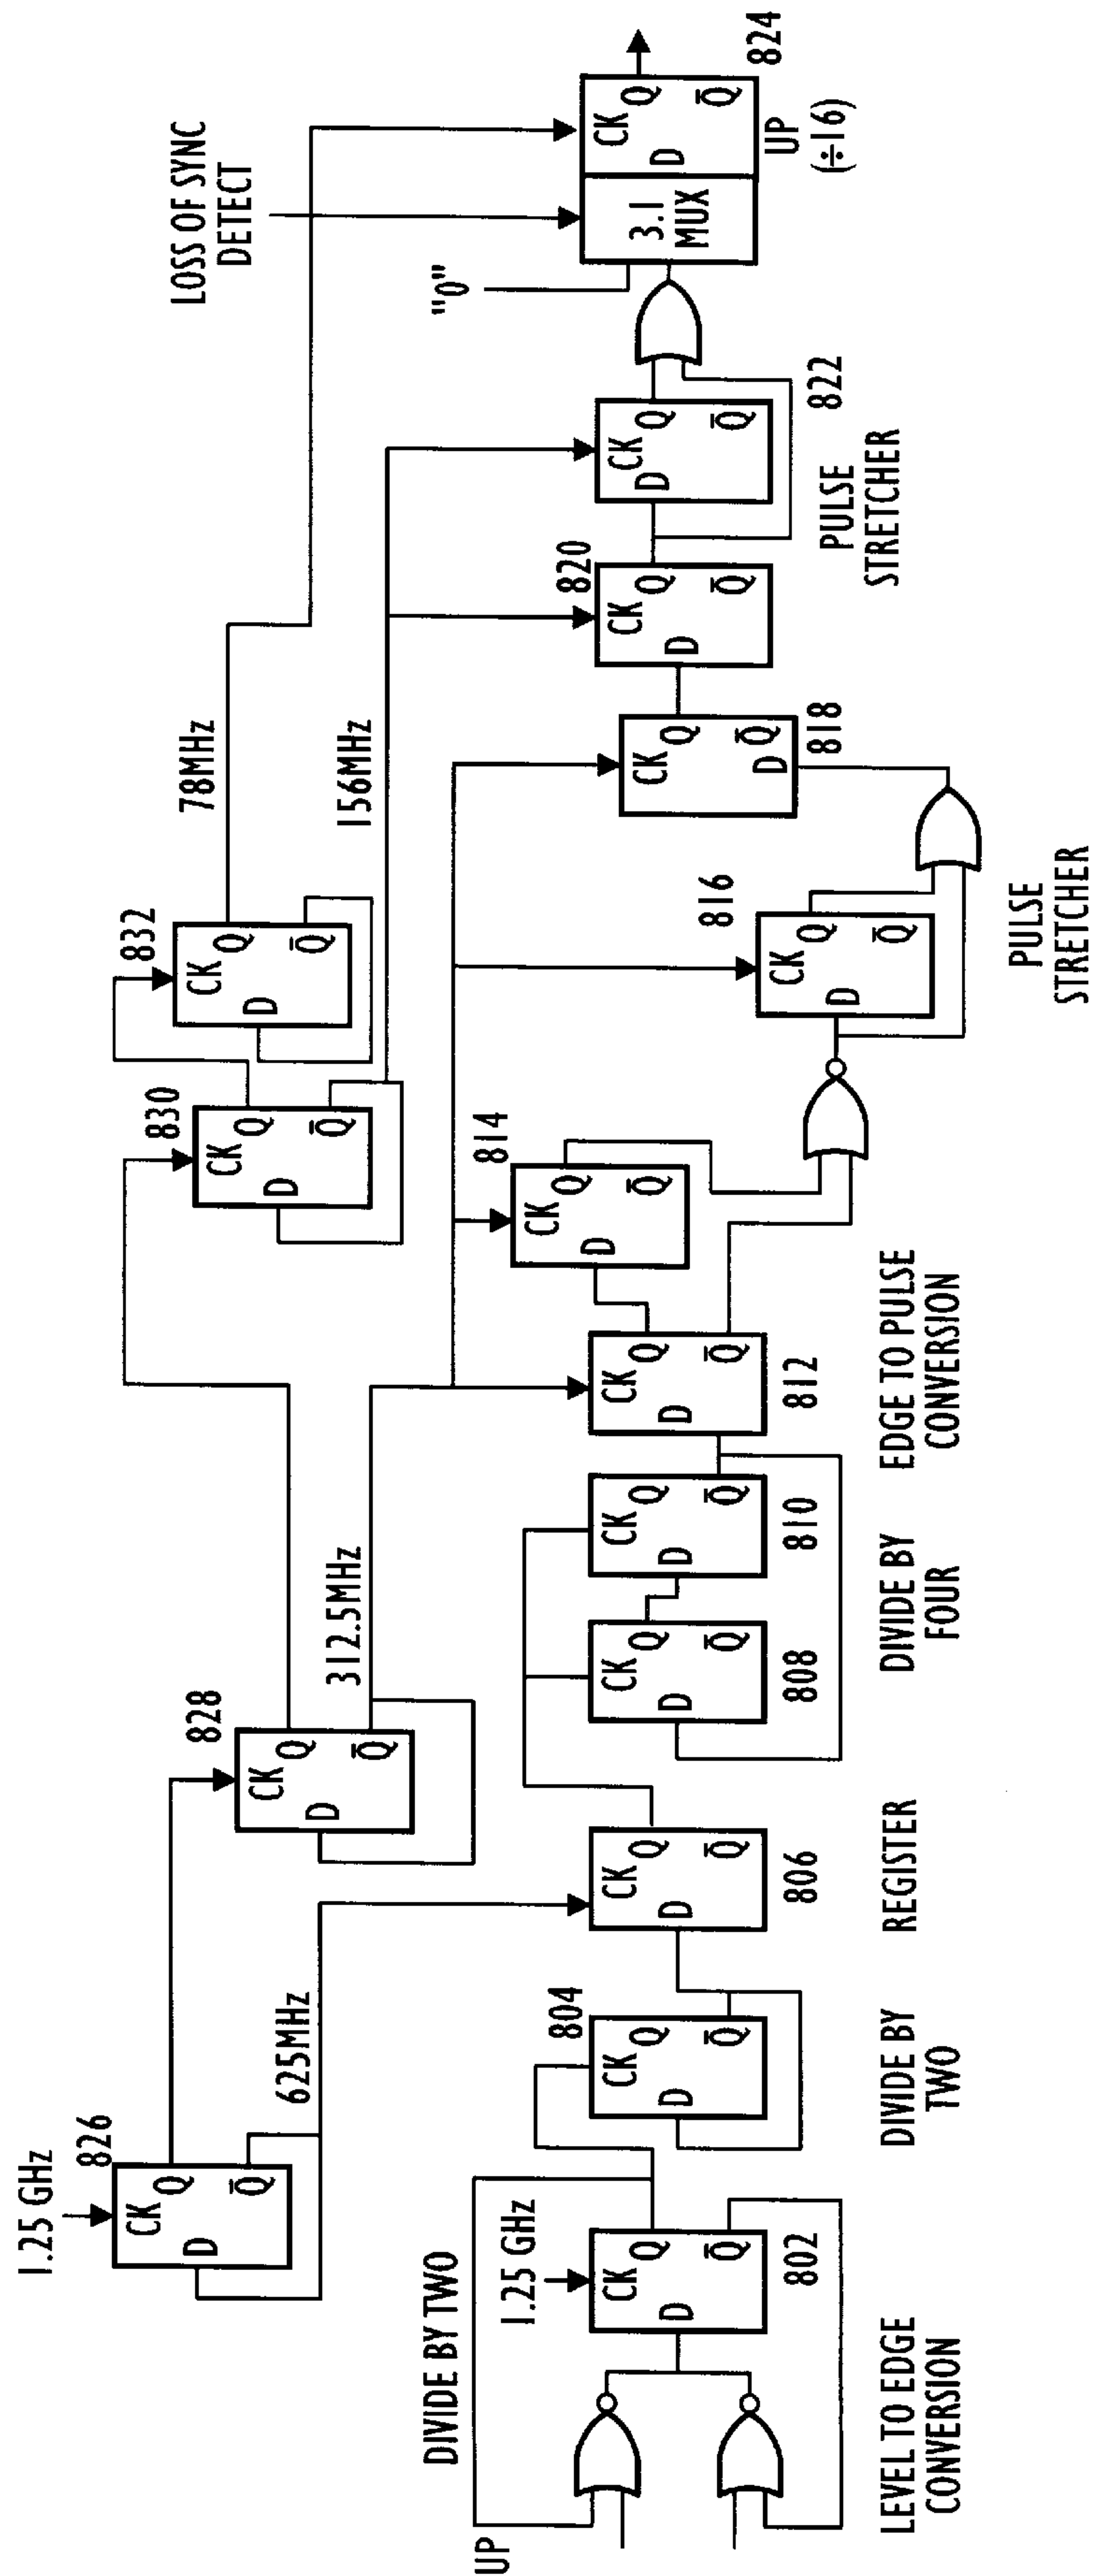 1.25 GHz
826
CK
Q
D
Q̅
625MHz
828
CK
Q
D
Q̅
312.5MHz
830
CK
Q
D
Q̅
832
CK
Q
D
Q̅
78MHz
156MHz
LOSS OF SYNC
DETECT
"0"
UP
DIVIDE BY TWO
1.25 GHz
CK
Q
D
Q̅
802
LEVEL TO EDGE
CONVERSION
804
CK
Q
D
Q̅
DIVIDE BY
TWO
CK
Q
D
Q̅
806
REGISTER
CK
Q
D
Q̅
808
CK
Q
D
Q̅
810
DIVIDE BY
FOUR
CK
Q
D
Q̅
812
EDGE TO PULSE
CONVERSION
814
CK
Q
D
Q̅
816
CK
Q
D
Q̅
PULSE
STRETCHER
CK
Q
D
Q̅
818
820
CK
Q
D
Q̅
CK
Q
D
Q̅
822
PULSE
STRETCHER
3.1
MUX
CK
Q
D
Q̅
824
UP
(÷16)